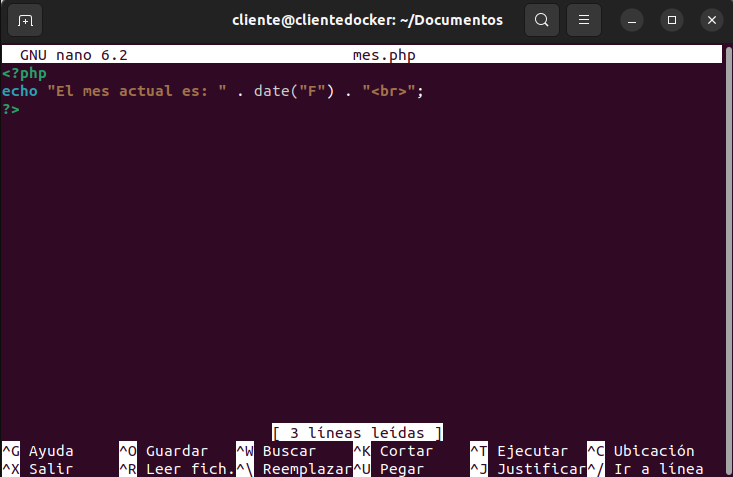 cliente@clientedocker: ~/Documentos
GNU nano 6.2 mes.php
<?php
echo "El mes actual es: " . date("F") . "<br>";
?>
[ 3 líneas leídas ]
^G Ayuda ^O Guardar ^W Buscar ^K Cortar ^T Ejecutar ^C Ubicación
^X Salir ^R Leer fich. ^\ Reemplazar ^U Pegar ^J Justificar ^/ Ir a línea